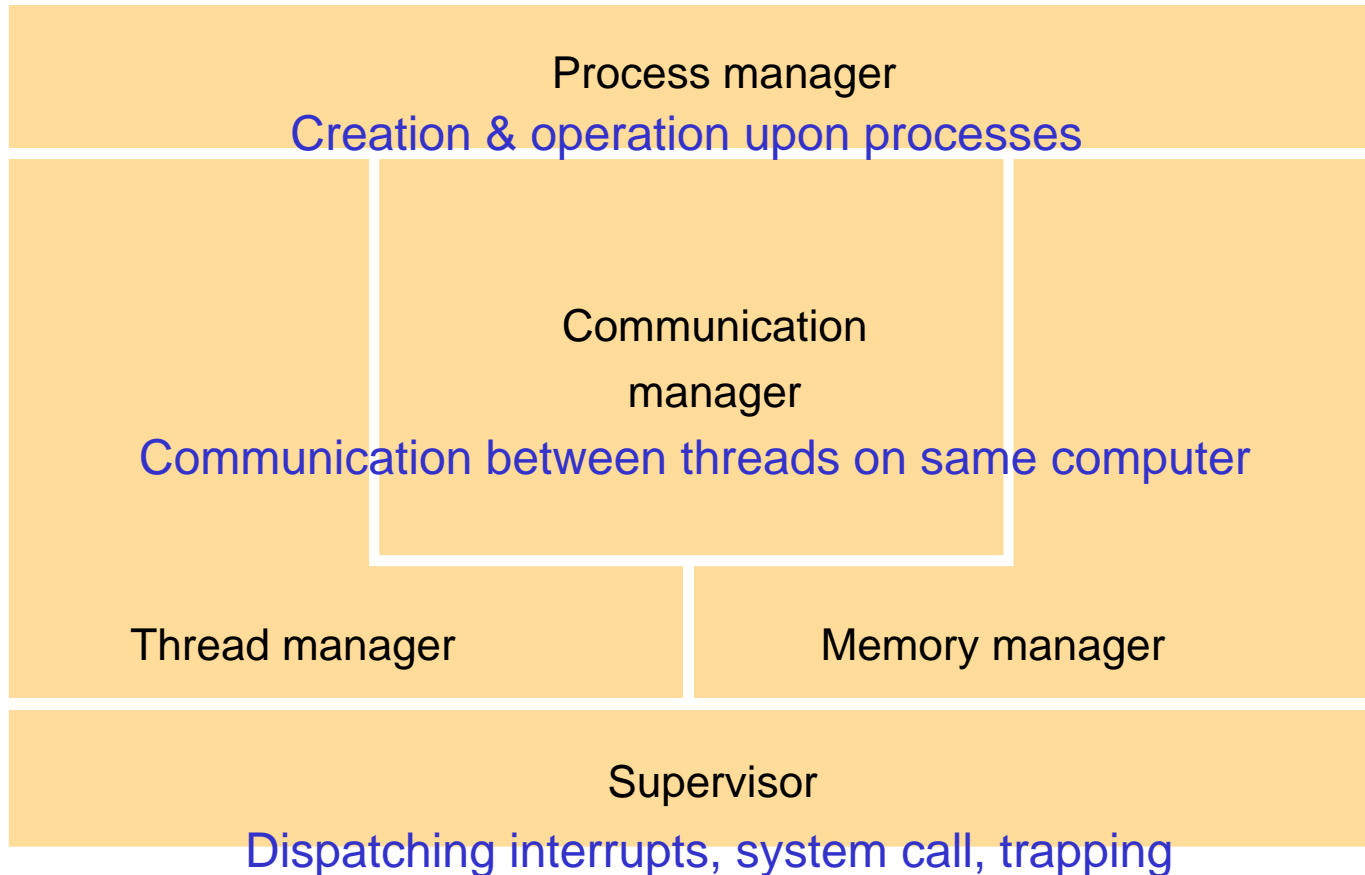 Process manager
Creation & operation upon processes
Communication
manager
Communication between threads on same computer
Thread manager
Memory manager
Supervisor
Dispatching interrupts, system call, trapping